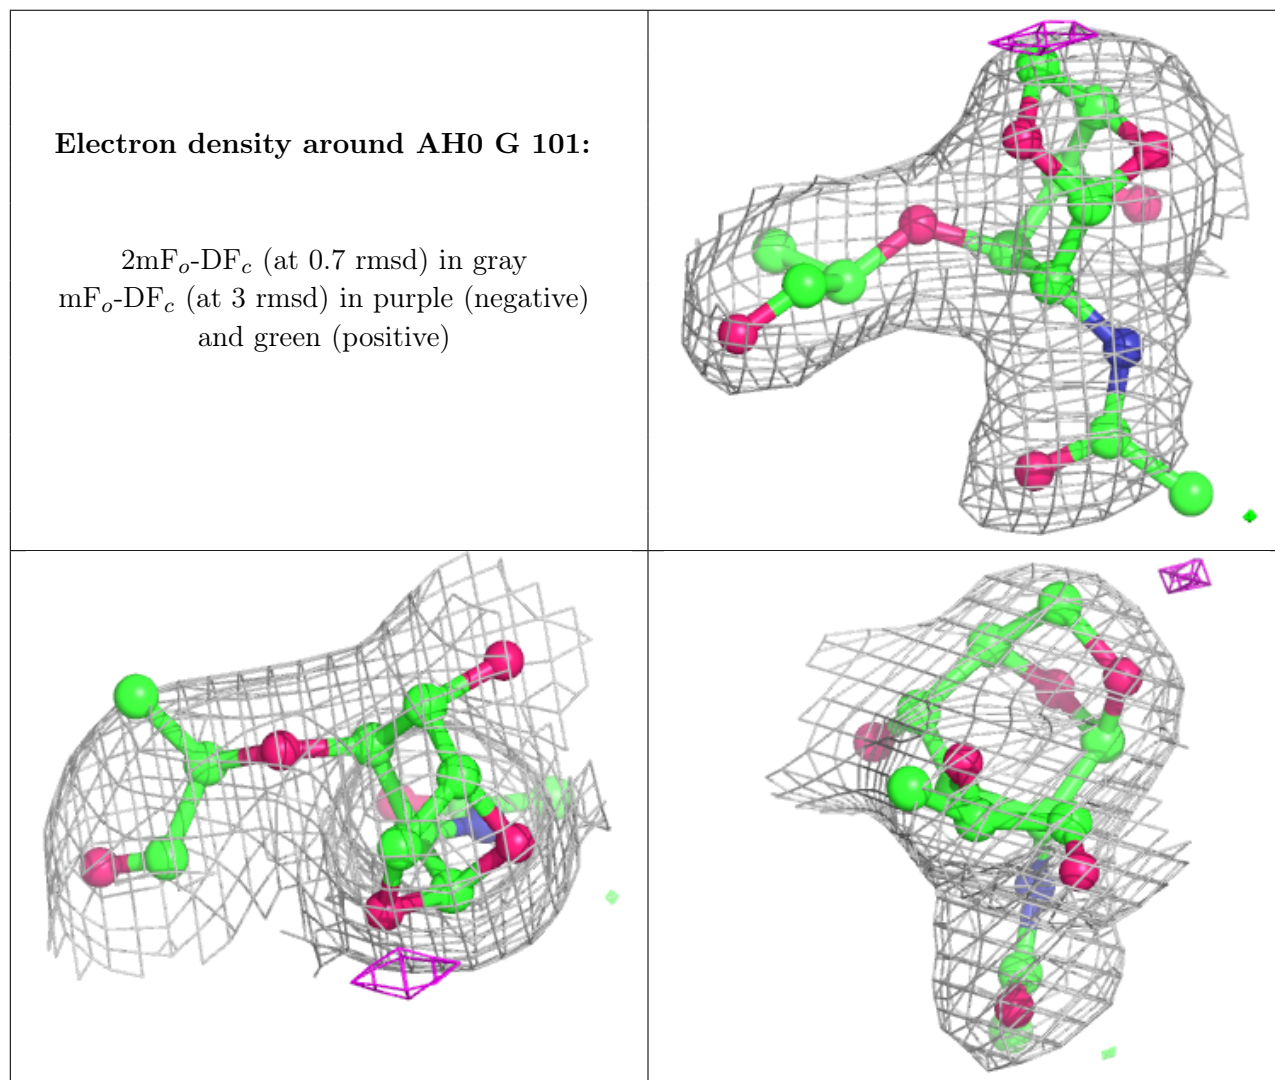 Electron density around AH0 G 101:
2mFo-DFc (at 0.7 rmsd) in gray
mFo-DFc (at 3 rmsd) in purple (negative)
and green (positive)